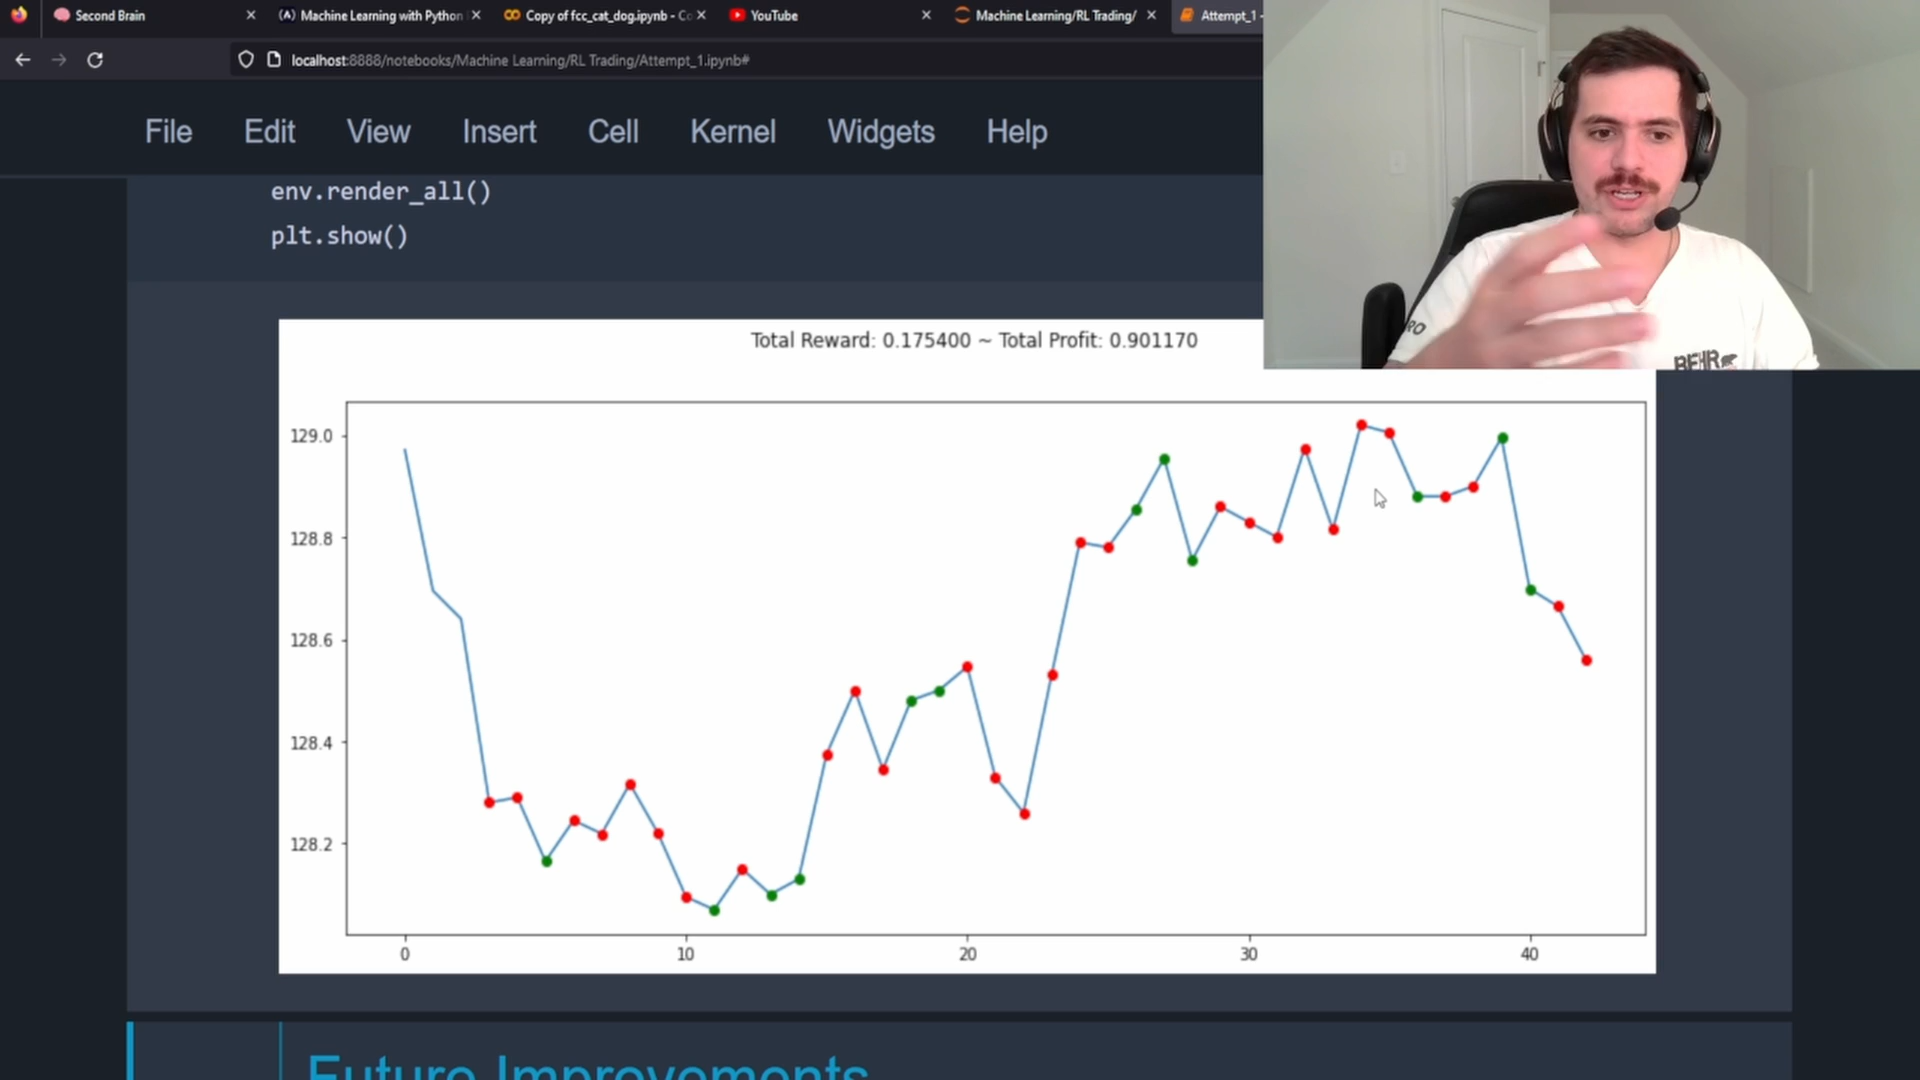 Second Brain
Machine Learning with Python
Copy of fcc_cat_dog.ipynb - Co
YouTube
Machine Learning/RL Trading/
Attempt_1 -
localhost:8888/notebooks/Machine Learning/RL Trading/Attempt_1.ipynb#
File Edit View Insert Cell Kernel Widgets Help
env.render_all()
plt.show()
RO
BEHR
Total Reward: 0.175400 ~ Total Profit: 0.901170
129.0
128.8
128.6
128.4
128.2
0 10 20 30 40
Future Improvements